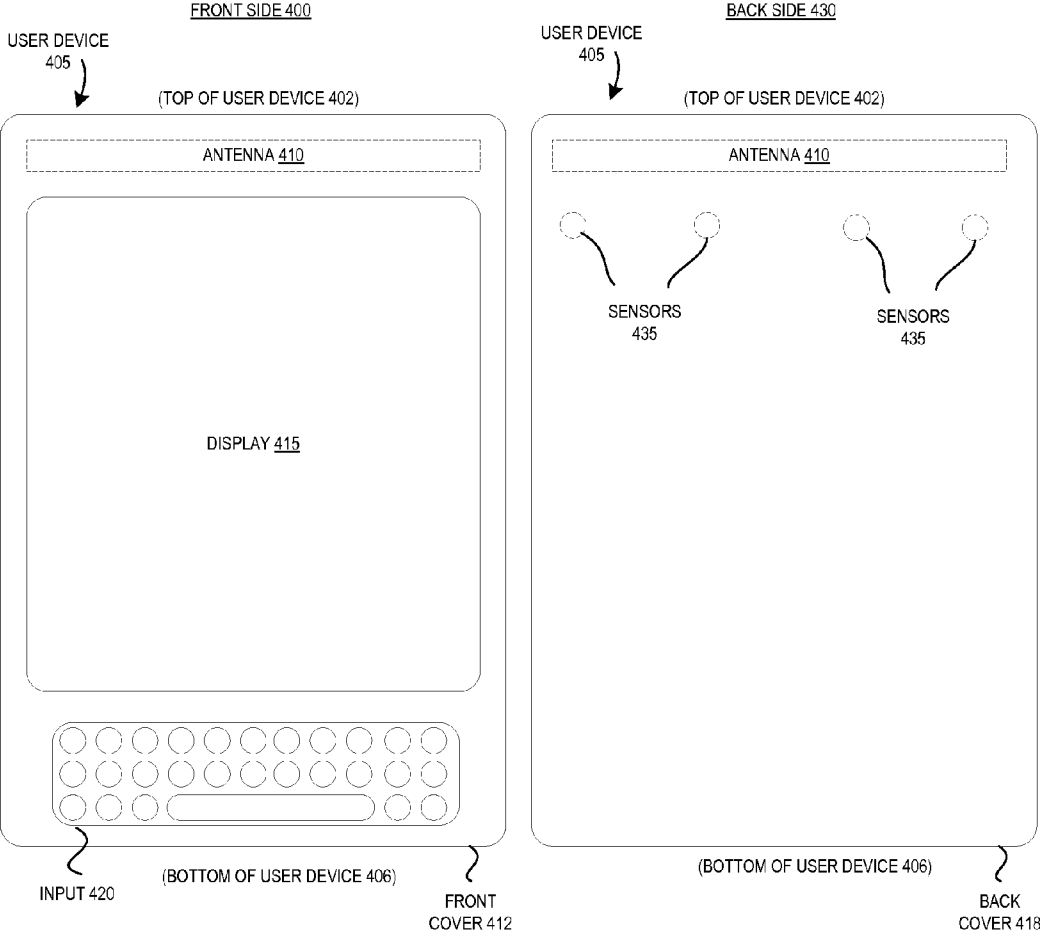 FRONT SIDE 400
USER DEVICE
405
(TOP OF USER DEVICE 402)
ANTENNA 410
DISPLAY 415
INPUT 420
(BOTTOM OF USER DEVICE 406)
FRONT
COVER 412
BACK SIDE 430
USER DEVICE
405
(TOP OF USER DEVICE 402)
ANTENNA 410
SENSORS
435
SENSORS
435
(BOTTOM OF USER DEVICE 406)
BACK
COVER 418